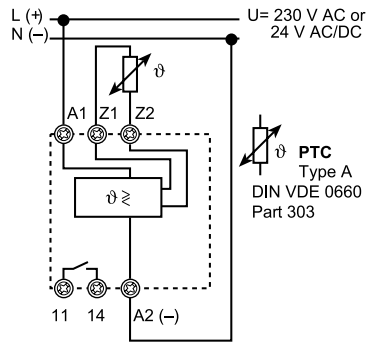 L (+)
U= 230 V AC or
N (–)
24 V AC/DC
ϑ
A1 Z1 Z2
ϑ PTC
Type A
DIN VDE 0660
Part 303
ϑ ≷
11 14 A2 (–)